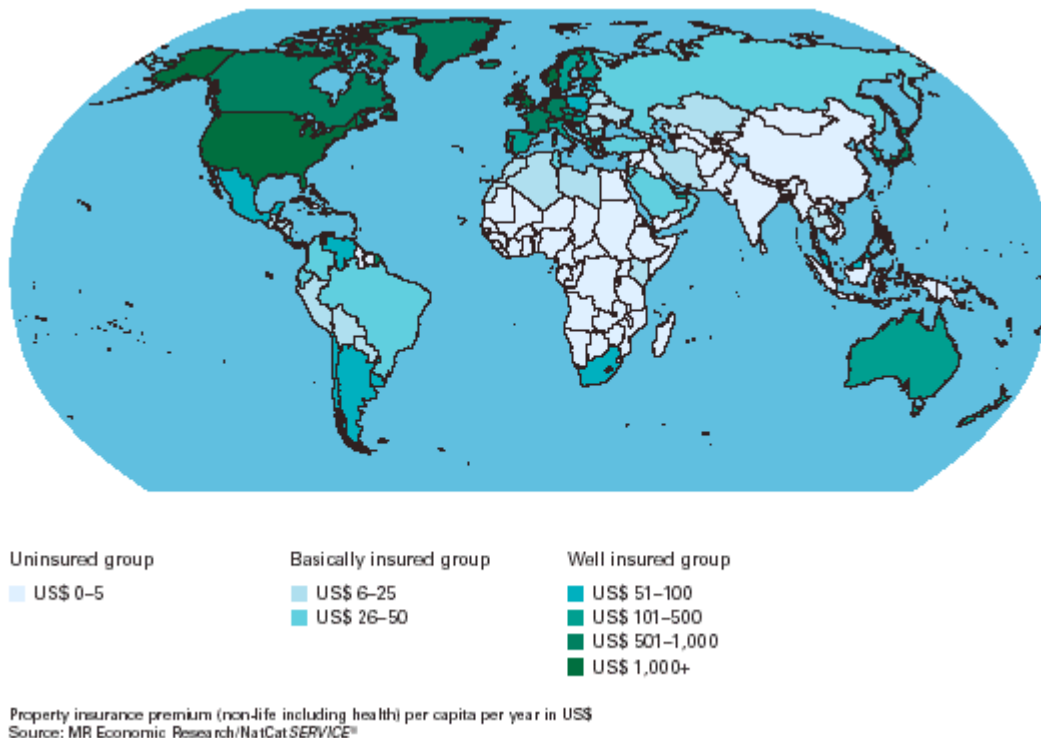 Uninsured group
US$ 0–5
Basically insured group
US$ 6–25
US$ 26–50
Well insured group
US$ 51–100
US$ 101–500
US$ 501–1,000
US$ 1,000+
Property insurance premium (non-life including health) per capita per year in US$
Source: MR Economic Research/NatCatSERVICE®